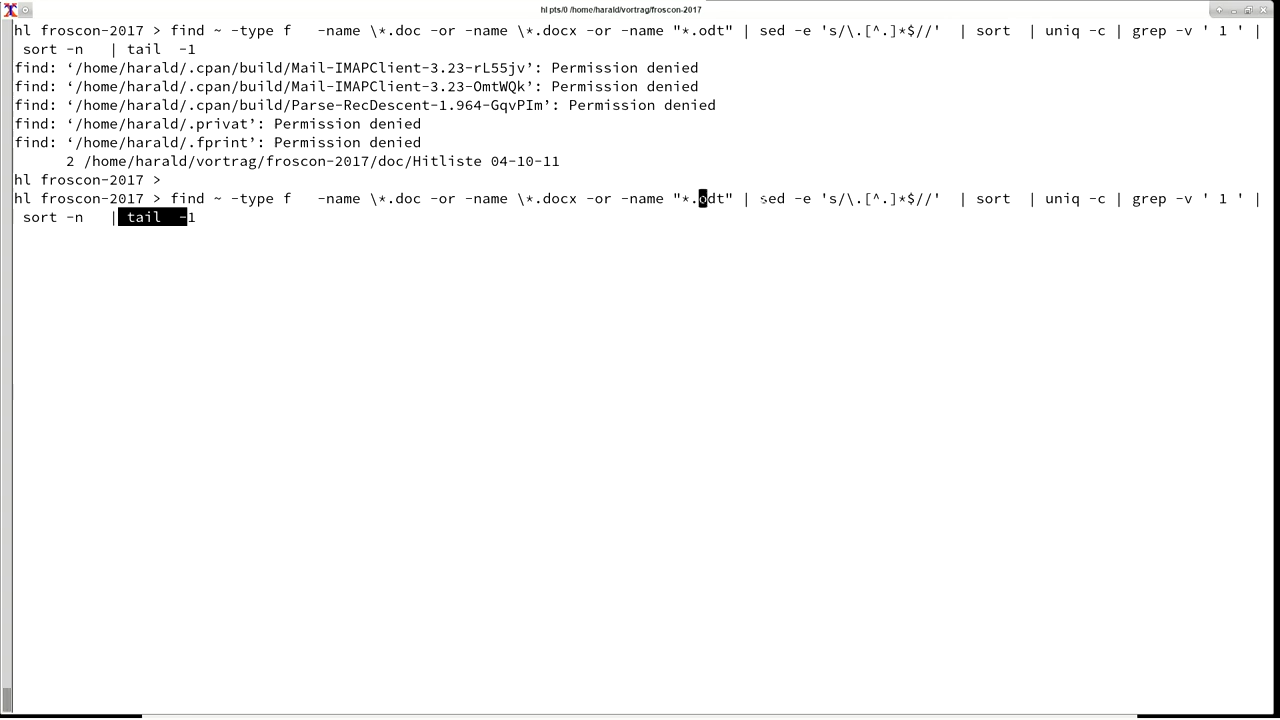 hl pts/0 /home/harald/vortrag/froscon-2017
hl froscon-2017 > find ~ -type f   -name \*.doc -or -name \*.docx -or -name "*.odt" | sed -e 's/\.[^.]*$//'  | sort  | uniq -c | grep -v ' 1 ' |
 sort -n   | tail  -1
find: ‘/home/harald/.cpan/build/Mail-IMAPClient-3.23-rL55jv’: Permission denied
find: ‘/home/harald/.cpan/build/Mail-IMAPClient-3.23-OmtWQk’: Permission denied
find: ‘/home/harald/.cpan/build/Parse-RecDescent-1.964-GqvPIm’: Permission denied
find: ‘/home/harald/.privat’: Permission denied
find: ‘/home/harald/.fprint’: Permission denied
      2 /home/harald/vortrag/froscon-2017/doc/Hitliste 04-10-11
hl froscon-2017 >
hl froscon-2017 > find ~ -type f   -name \*.doc -or -name \*.docx -or -name "*.odt" | sed -e 's/\.[^.]*$//'  | sort  | uniq -c | grep -v ' 1 ' |
 sort -n   | tail  -1